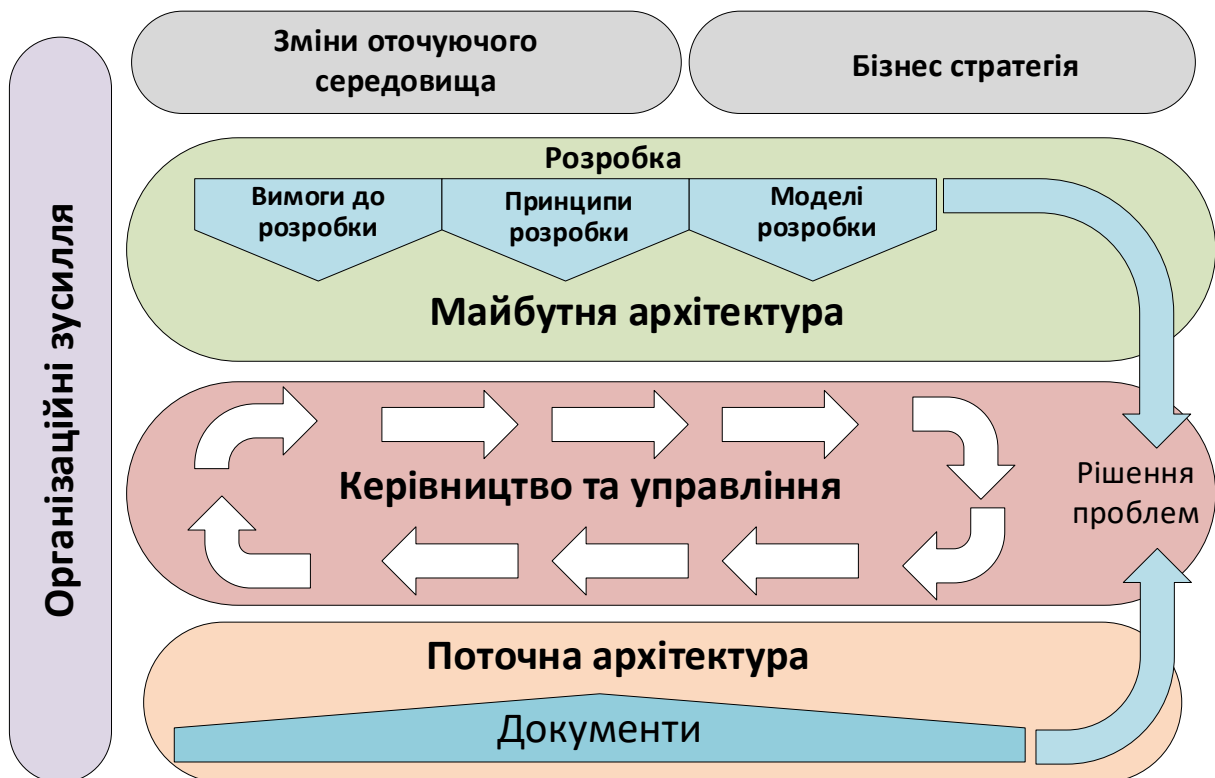 Організаційні зусилля
Зміни оточуючого
середовища
Бізнес стратегія
Розробка
Вимоги до
розробки
Принципи
розробки
Моделі
розробки
Майбутня архітектура
Керівництво та управління
Рішення
проблем
Поточна архітектура
Документи